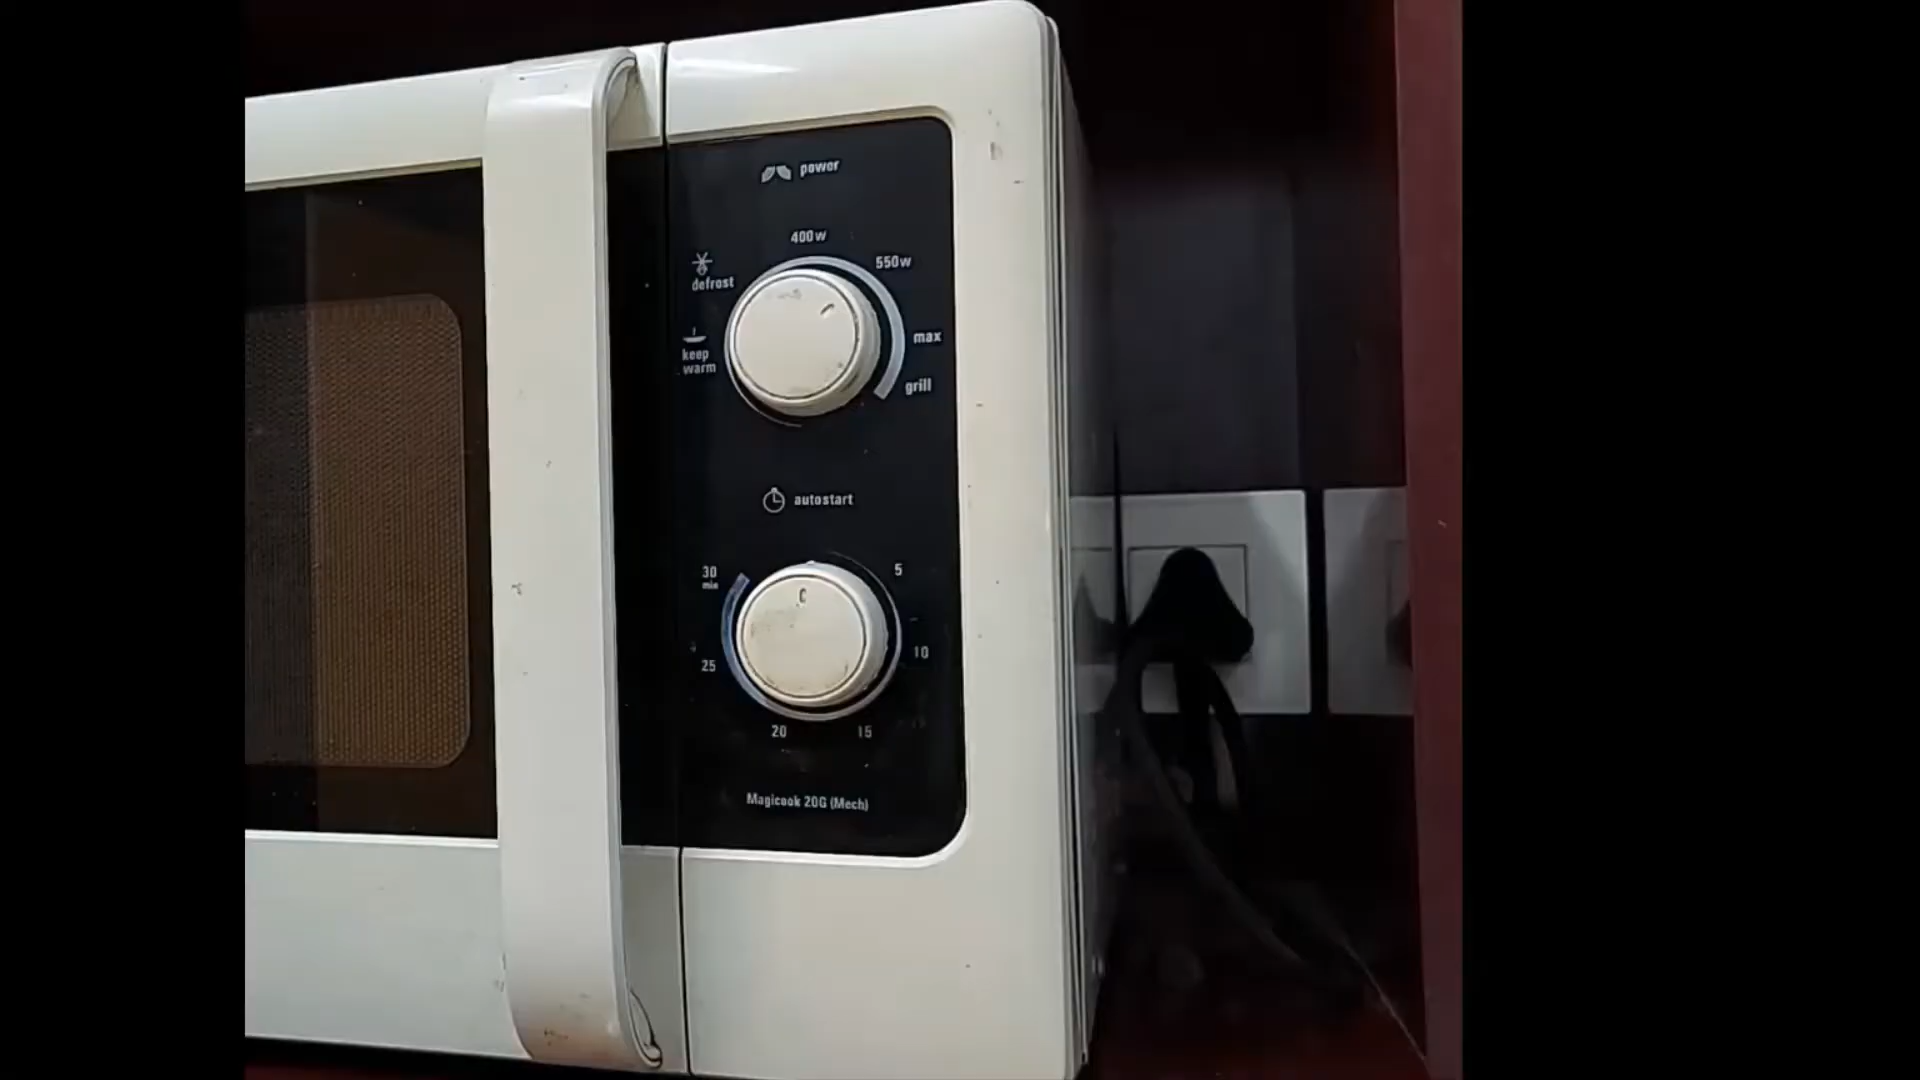 power
400w
550w
defrost
max
keep
warm
grill
autostart
30
min
5
25
10
20
15
Magicook 20G (Mech)